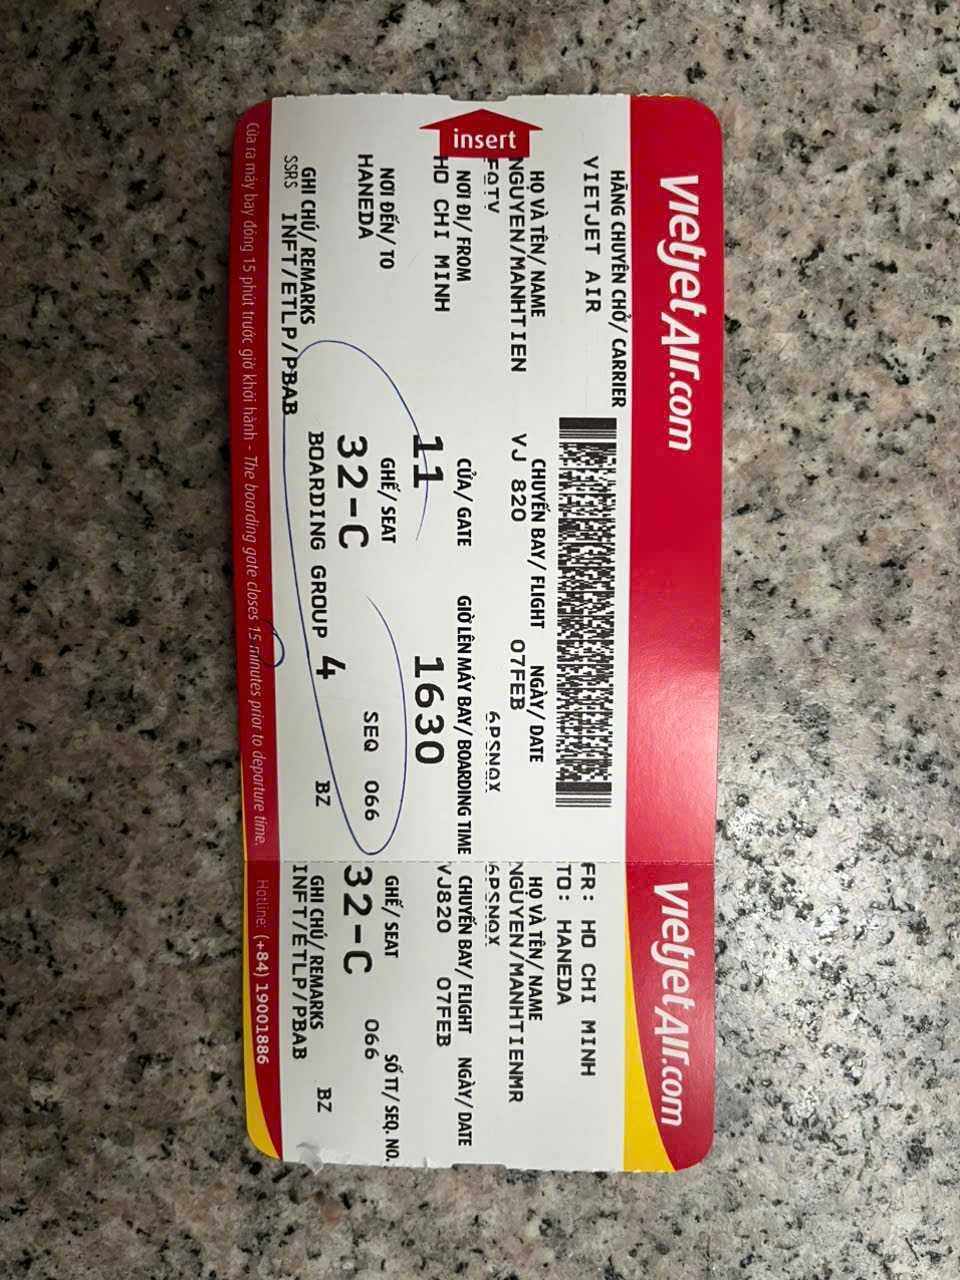 VietjetAir.com
VietjetAir.com
insert
HÃNG CHUYÊN CHỞ/ CARRIER
VIETJET AIR
HỌ VÀ TÊN/ NAME
NGUYEN/MANHTIEN
CHUYẾN BAY/ FLIGHT
VJ 820
NGÀY/ DATE
07FEB
FQTV
6PSNQX
NƠI ĐI/ FROM
HO CHI MINH
CỬA/ GATE
11
GIỜ LÊN MÁY BAY/ BOARDING TIME
1630
NƠI ĐẾN/ TO
HANEDA
GHẾ/ SEAT
32-C
SEQ 066
GHI CHÚ/ REMARKS
BOARDING GROUP 4
BZ
SSRS INFT/ETLP/PBAB
Cửa ra máy bay đóng 15 phút trước giờ khởi hành - The boarding gate closes 15 minutes prior to departure time.
FR: HO CHI MINH
TO: HANEDA
HỌ VÀ TÊN/ NAME
NGUYEN/MANHTIENMR
6PSNQX
CHUYẾN BAY/ FLIGHT NGÀY/ DATE
VJ820 07FEB
GHẾ/ SEAT SỐ TT/ SEQ. NO.
32-C 066
GHI CHÚ/ REMARKS BZ
INFT/ETLP/PBAB
Hotline: (+84) 19001886